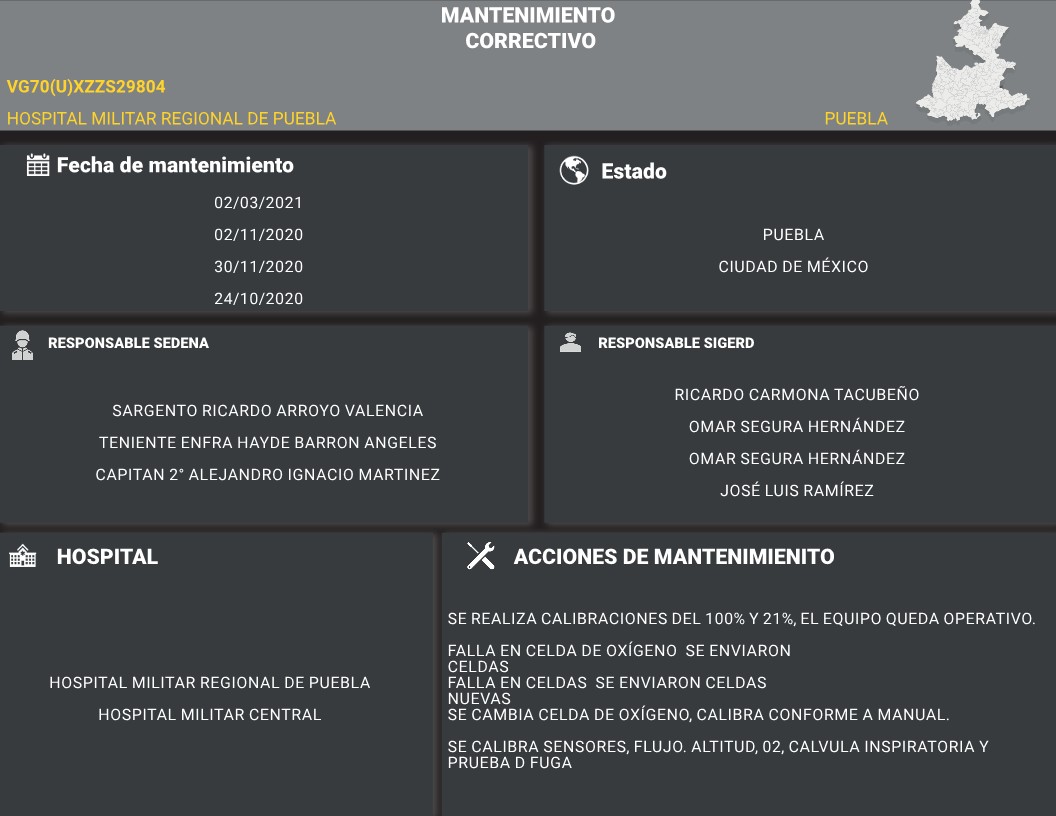 MANTENIMIENTO
CORRECTIVO
VG70(U)XZZS29804
HOSPITAL MILITAR REGIONAL DE PUEBLA
PUEBLA
Fecha de mantenimiento
02/03/2021
02/11/2020
30/11/2020
24/10/2020
Estado
PUEBLA
CIUDAD DE MÉXICO
RESPONSABLE SEDENA
SARGENTO RICARDO ARROYO VALENCIA
TENIENTE ENFRA HAYDE BARRON ANGELES
CAPITAN 2° ALEJANDRO IGNACIO MARTINEZ
RESPONSABLE SIGERD
RICARDO CARMONA TACUBEÑO
OMAR SEGURA HERNÁNDEZ
OMAR SEGURA HERNÁNDEZ
JOSÉ LUIS RAMÍREZ
HOSPITAL
HOSPITAL MILITAR REGIONAL DE PUEBLA
HOSPITAL MILITAR CENTRAL
ACCIONES DE MANTENIMIENITO
SE REALIZA CALIBRACIONES DEL 100% Y 21%, EL EQUIPO QUEDA OPERATIVO.
FALLA EN CELDA DE OXÍGENO  SE ENVIARON
CELDAS
FALLA EN CELDAS  SE ENVIARON CELDAS
NUEVAS
SE CAMBIA CELDA DE OXÍGENO, CALIBRA CONFORME A MANUAL.
SE CALIBRA SENSORES, FLUJO. ALTITUD, 02, CALVULA INSPIRATORIA Y
PRUEBA D FUGA